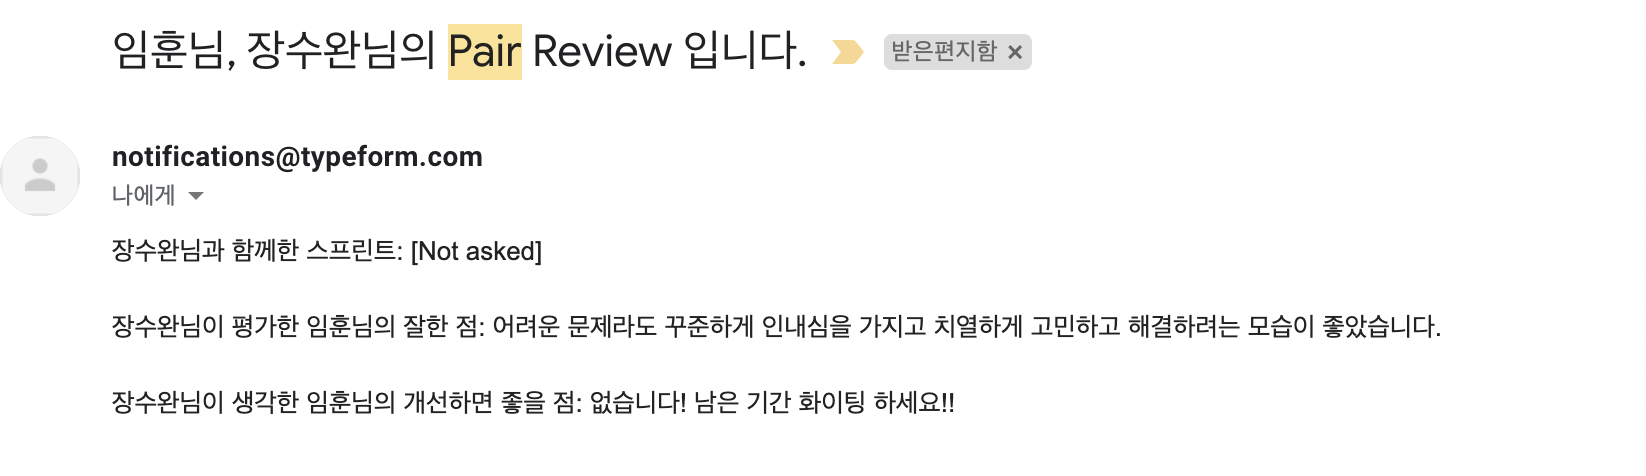 임훈님, 장수완님의 Pair Review 입니다. 받은편지함 ×
notifications@typeform.com
나에게
장수완님과 함께한 스프린트: [Not asked]
장수완님이 평가한 임훈님의 잘한 점: 어려운 문제라도 꾸준하게 인내심을 가지고 치열하게 고민하고 해결하려는 모습이 좋았습니다.
장수완님이 생각한 임훈님의 개선하면 좋을 점: 없습니다! 남은 기간 화이팅 하세요!!